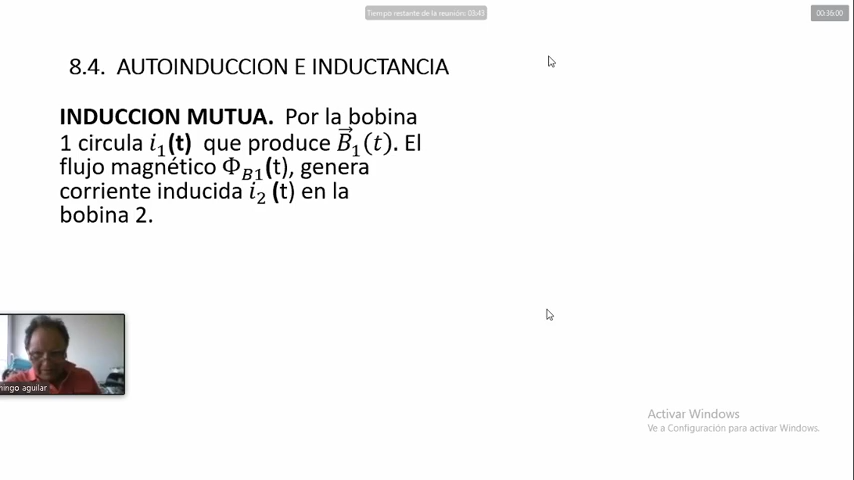 Tiempo restante de la reunión: 03:43
00:36:00
8.4. AUTOINDUCCION E INDUCTANCIA
INDUCCION MUTUA. Por la bobina
1 circula i₁(t) que produce B⃗₁(t). El
flujo magnético Φ_B1(t), genera
corriente inducida i₂ (t) en la
bobina 2.
mingo aguilar
Activar Windows
Ve a Configuración para activar Windows.